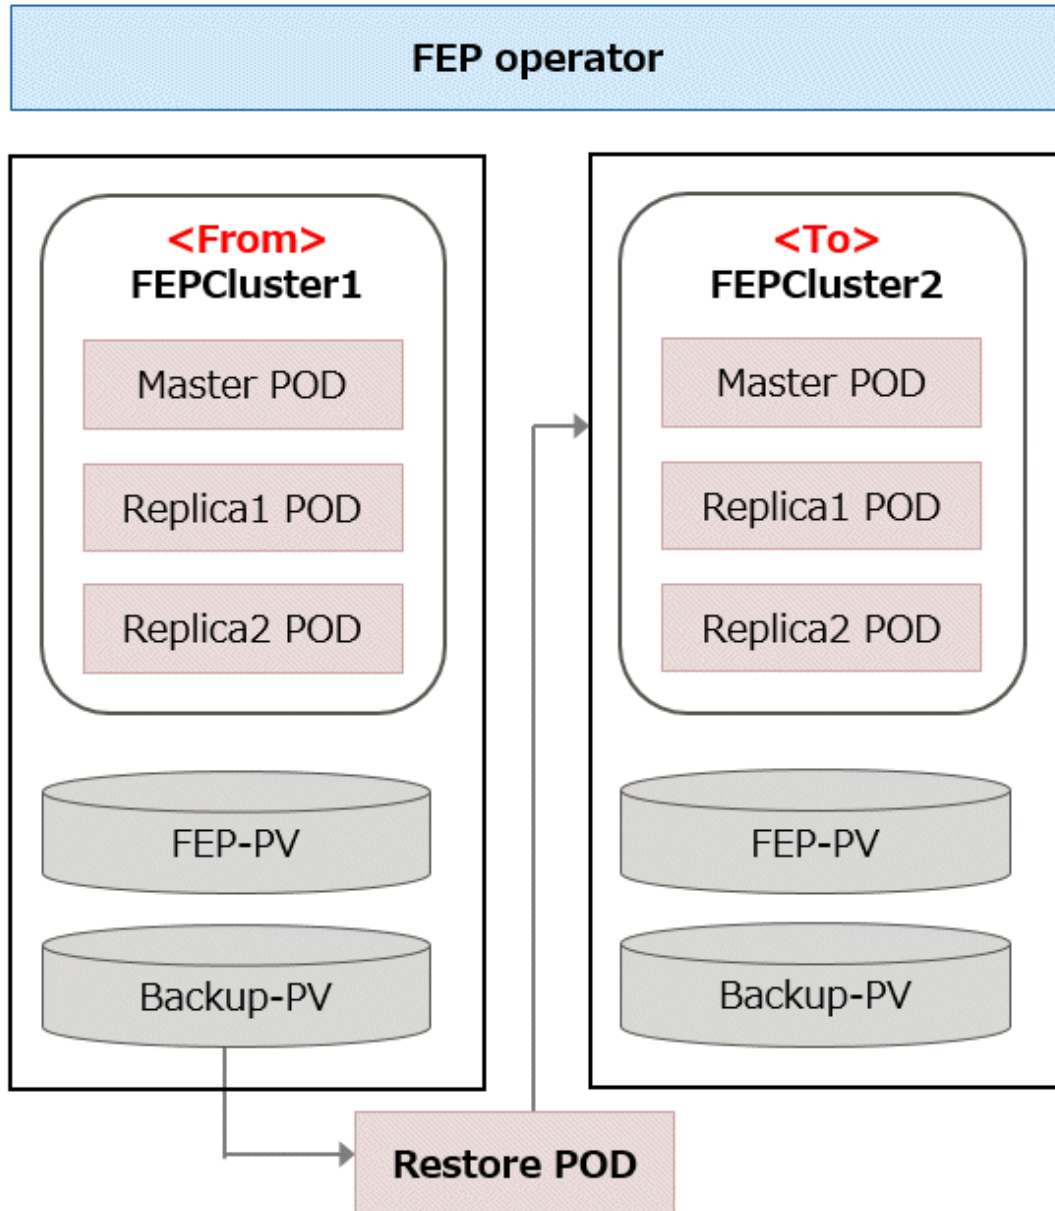 FEP operator
<From>
FEPCluster1
Master POD
Replica1 POD
Replica2 POD
FEP-PV
Backup-PV
<To>
FEPCluster2
Master POD
Replica1 POD
Replica2 POD
FEP-PV
Backup-PV
Restore POD